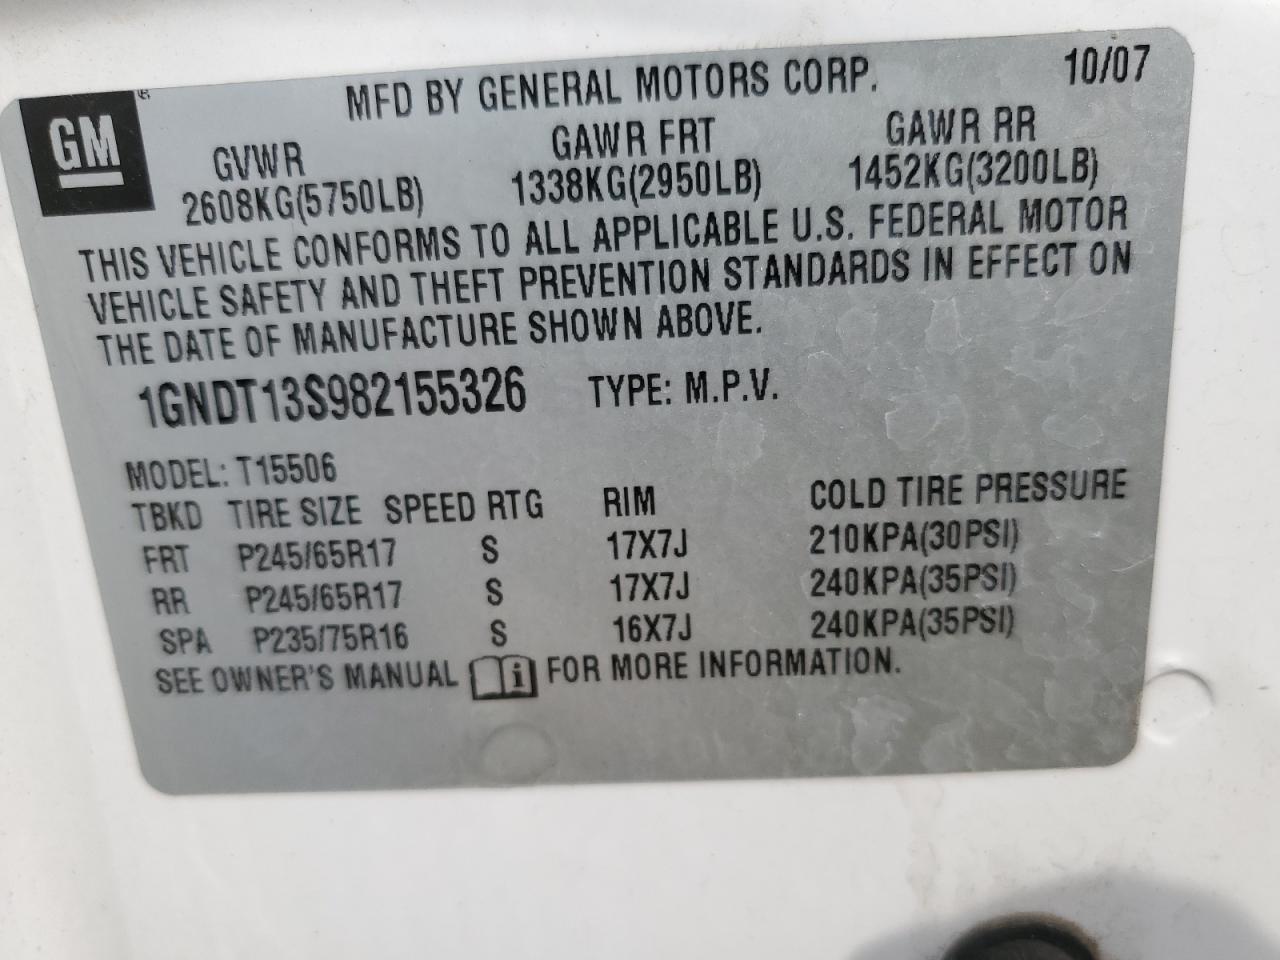 GM
MFD BY GENERAL MOTORS CORP. 10/07
GVWR GAWR FRT GAWR RR
2608KG(5750LB) 1338KG(2950LB) 1452KG(3200LB)
THIS VEHICLE CONFORMS TO ALL APPLICABLE U.S. FEDERAL MOTOR
VEHICLE SAFETY AND THEFT PREVENTION STANDARDS IN EFFECT ON
THE DATE OF MANUFACTURE SHOWN ABOVE.
1GNDT13S982155326 TYPE: M.P.V.
MODEL: T15506
TBKD TIRE SIZE SPEED RTG RIM COLD TIRE PRESSURE
FRT P245/65R17 S 17X7J 210KPA(30PSI)
RR P245/65R17 S 17X7J 240KPA(35PSI)
SPA P235/75R16 S 16X7J 240KPA(35PSI)
SEE OWNER'S MANUAL i FOR MORE INFORMATION.